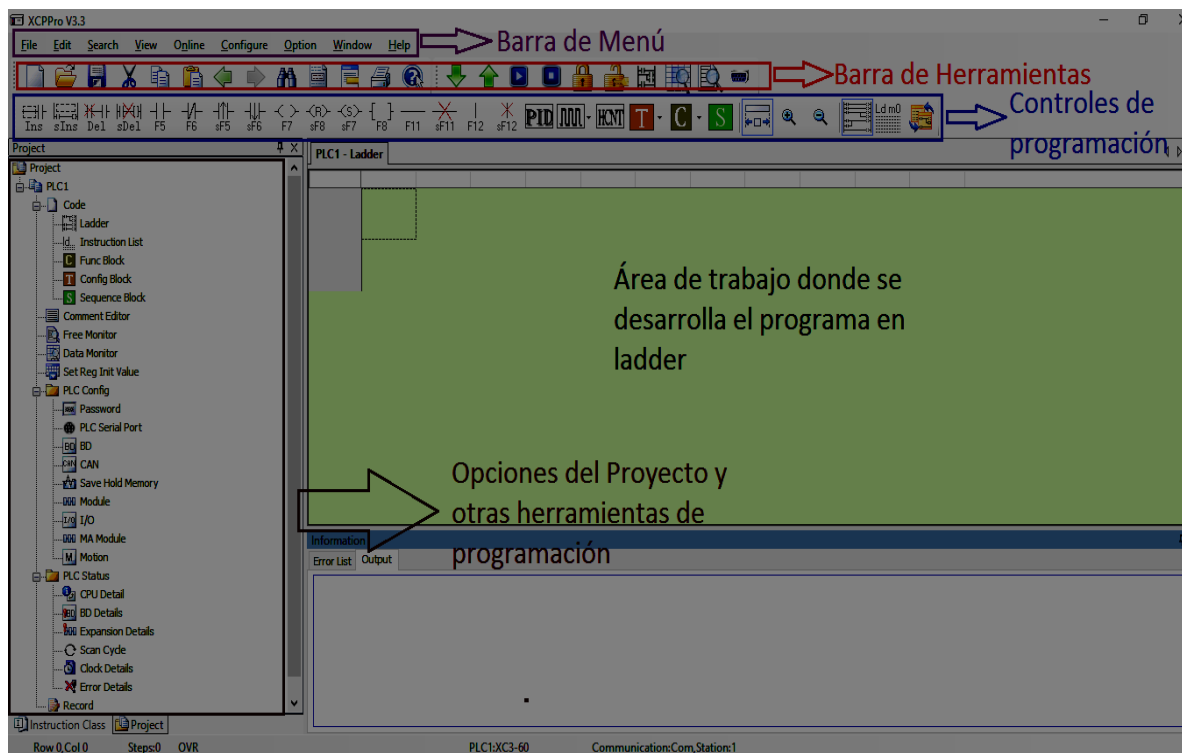 XCPPro V3.3
File Edit Search View Online Configure Option Window Help
Barra de Menú
Barra de Herramientas
Ins sIns Del sDel F5 F6 sF5 sF6 F7 sF8 sF7 F8 F11 sF11 F12 sF12 PID HCNT T C S Ld m0
Controles de
programación
Project
PLC1 - Ladder
Project
PLC1
Code
Ladder
Instruction List
Func Block
Config Block
Sequence Block
Comment Editor
Free Monitor
Data Monitor
Set Reg Init Value
PLC Config
Password
PLC Serial Port
BD
CAN
Save Hold Memory
Module
I/O
MA Module
Motion
PLC Status
CPU Detail
BD Details
Expansion Details
Scan Cycle
Clock Details
Error Details
Record
Instruction Class Project
Área de trabajo donde se
desarrolla el programa en
ladder
Opciones del Proyecto y
otras herramientas de
programación
Information
Error List Output
Row 0,Col 0 Steps:0 OVR PLC1:XC3-60 Communication:Com,Station:1